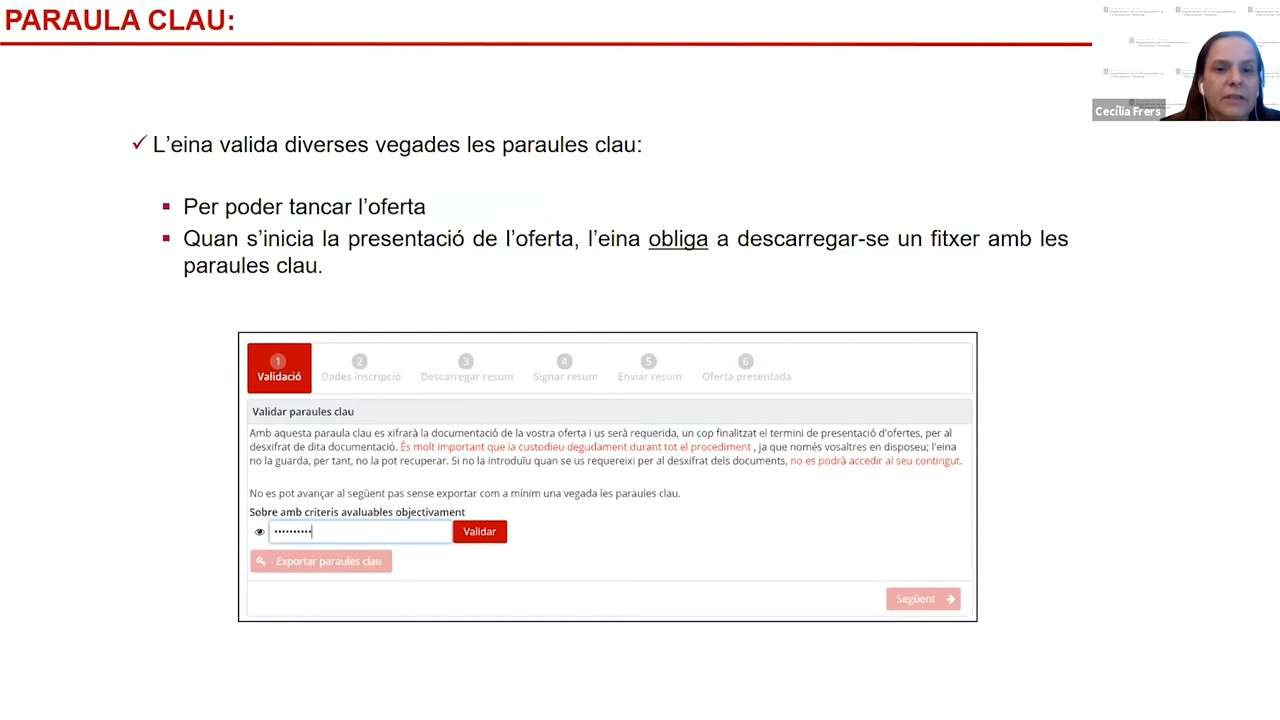 PARAULA CLAU:
Cecília Frers
L’eina valida diverses vegades les paraules clau:
Per poder tancar l’oferta
Quan s’inicia la presentació de l’oferta, l’eina obliga a descarregar-se un fitxer amb les
paraules clau.
1 2 3 4 5 6
Validació Dades inscripció Descarregar resum Signar resum Enviar resum Oferta presentada
Validar paraules clau
Amb aquesta paraula clau es xifrarà la documentació de la vostra oferta i us serà requerida, un cop finalitzat el termini de presentació d'ofertes, per al
desxifrat de dita documentació. És molt important que la custodieu degudament durant tot el procediment , ja que només vosaltres en disposeu; l'eina
no la guarda, per tant, no la pot recuperar. Si no la introduïu quan se us requereixi per al desxifrat dels documents, no es podrà accedir al seu contingut.
No es pot avançar al següent pas sense exportar com a mínim una vegada les paraules clau.
Sobre amb criteris avaluables objectivament
Validar
Exportar paraules clau
Següent